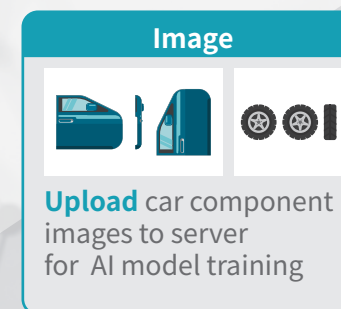 Image
Upload car component
images to server
for AI model training